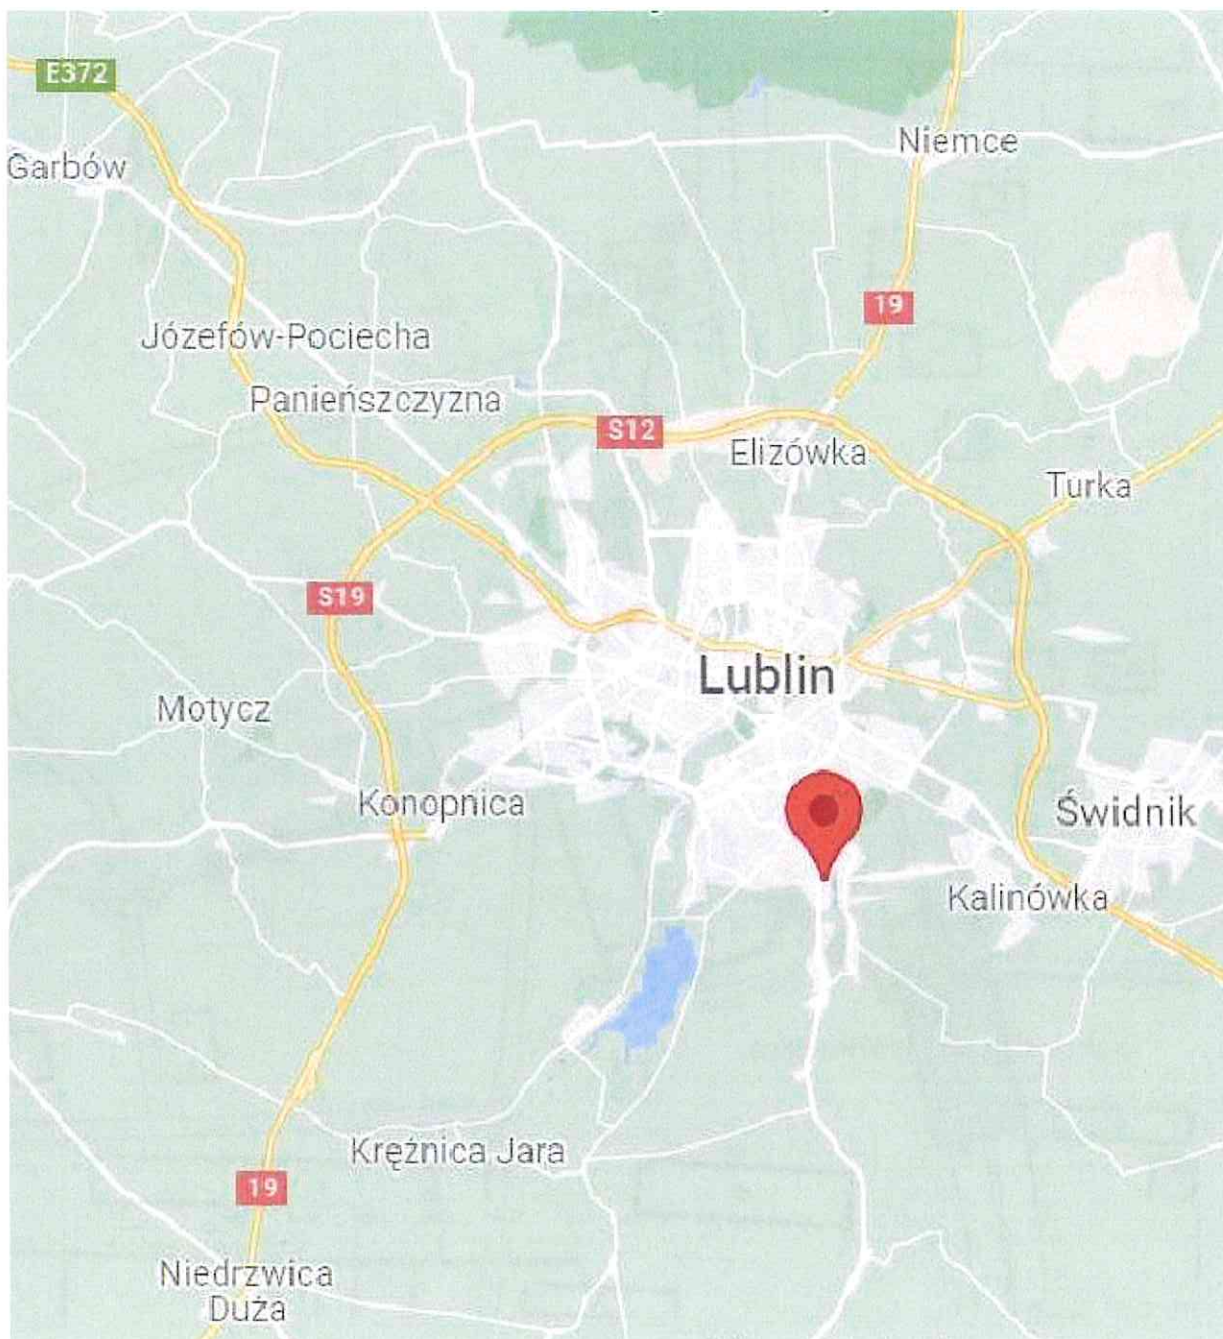 E372
Niemce
Garbów
19
Józefów-Pociecha
Panieńszczyzna
S12
Elizówka
Turka
S19
Lublin
Motycz
Konopnica
Świdnik
Kalinówka
Krężnica Jara
19
Niedrzwica
Duża